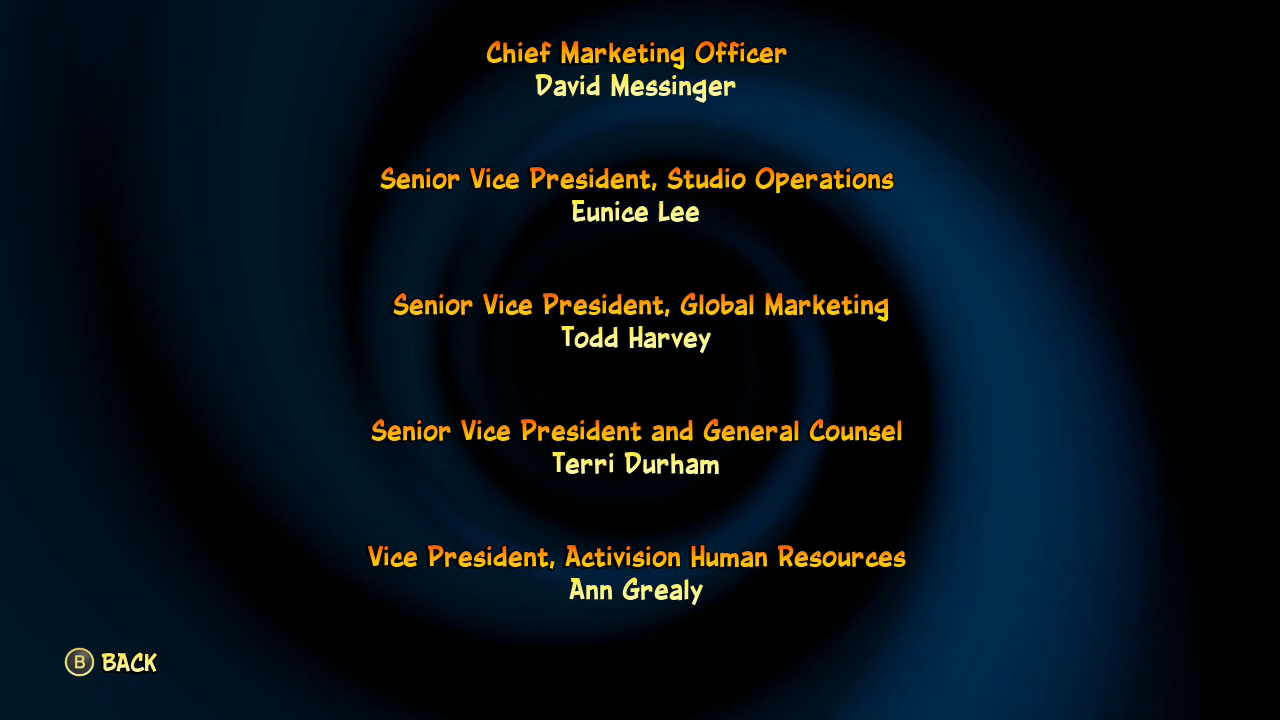 Chief Marketing Officer
David Messinger
Senior Vice President, Studio Operations
Eunice Lee
Senior Vice President, Global Marketing
Todd Harvey
Senior Vice President and General Counsel
Terri Durham
Vice President, Activision Human Resources
Ann Grealy
B BACK